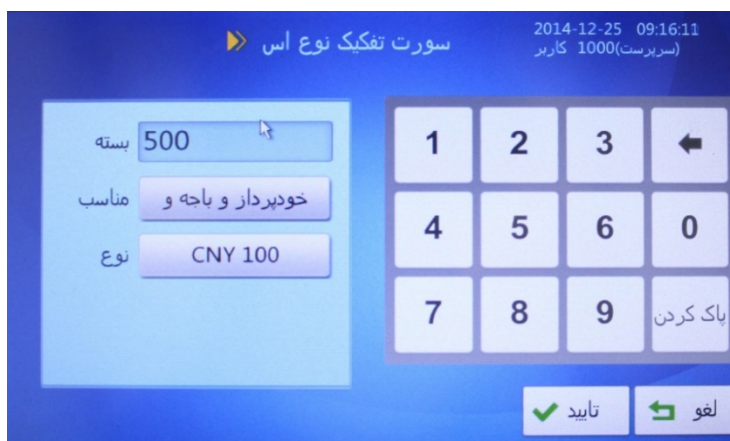 سورت تفکیک نوع اس
2014-12-25 09:16:11
کاربر 1000(سرپرست)
بسته 500
مناسب خودپرداز و باجه و
نوع CNY 100
1 2 3
4 5 6 0
7 8 9 پاک کردن
تایید لغو